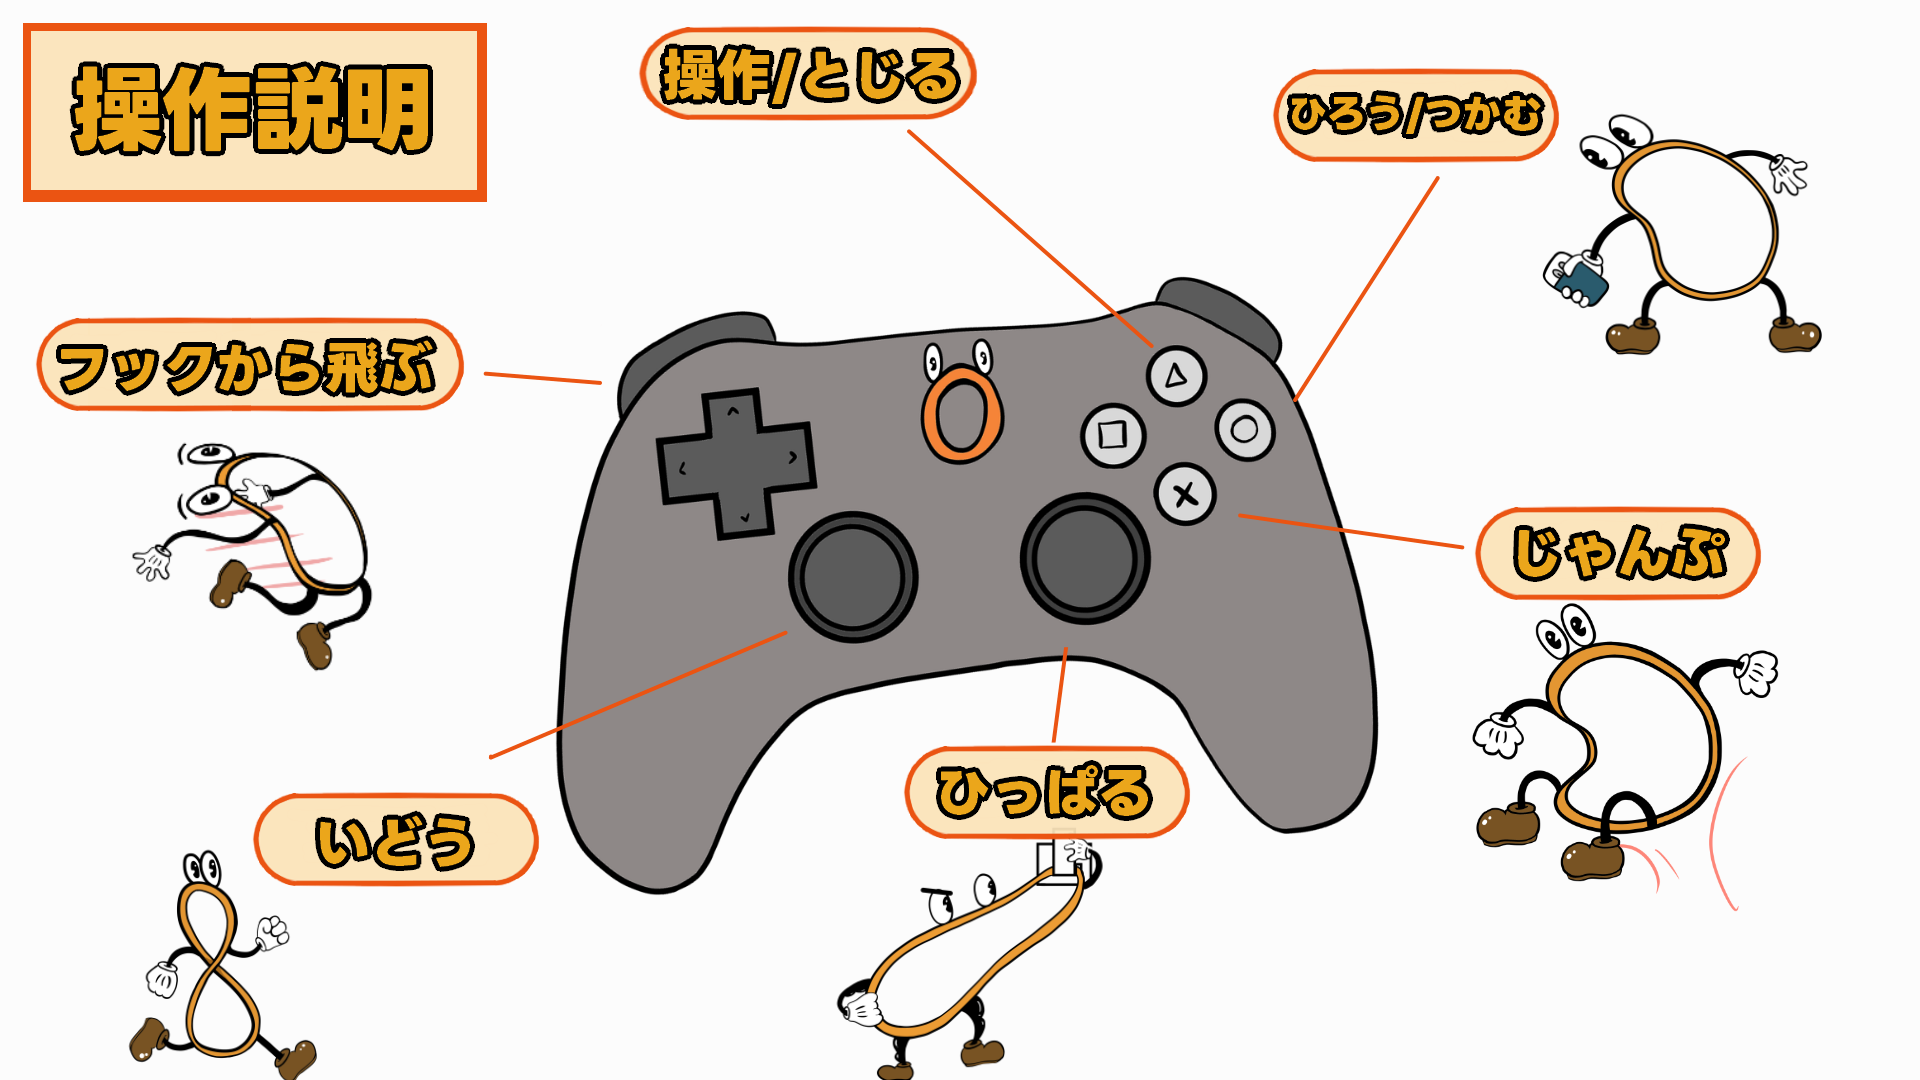 操作説明
操作/とじる
ひろう/つかむ
フックから飛ぶ
じゃんぷ
ひっぱる
いどう